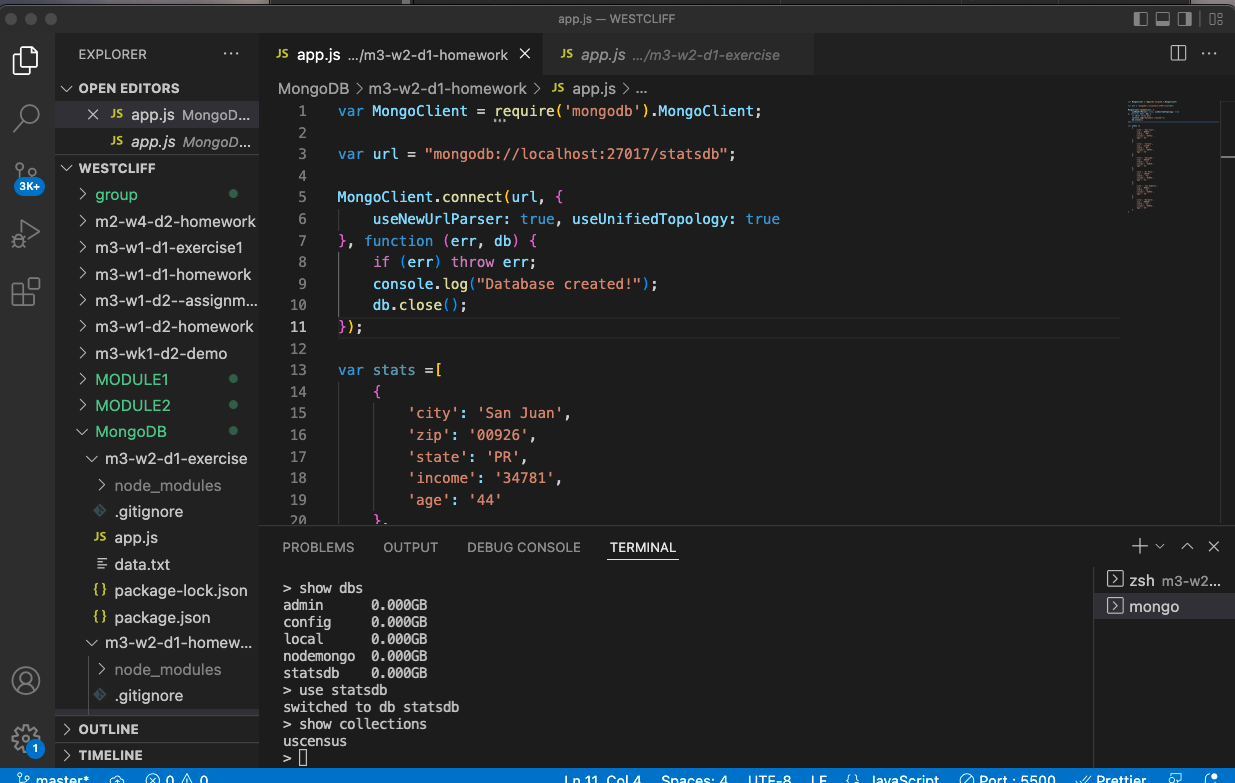 app.js — WESTCLIFF
EXPLORER
OPEN EDITORS
JS app.js MongoD...
JS app.js MongoD...
WESTCLIFF
group
m2-w4-d2-homework
m3-w1-d1-exercise1
m3-w1-d1-homework
m3-w1-d2--assignm...
m3-w1-d2-homework
m3-wk1-d2-demo
MODULE1
MODULE2
MongoDB
m3-w2-d1-exercise
node_modules
.gitignore
JS app.js
data.txt
{} package-lock.json
{} package.json
m3-w2-d1-homew...
node_modules
.gitignore
OUTLINE
TIMELINE
3K+
1
JS app.js .../m3-w2-d1-homework
JS app.js .../m3-w2-d1-exercise
MongoDB > m3-w2-d1-homework > JS app.js > ...
1 var MongoClient = require('mongodb').MongoClient;
2
3 var url = "mongodb://localhost:27017/statsdb";
4
5 MongoClient.connect(url, {
6 useNewUrlParser: true, useUnifiedTopology: true
7 }, function (err, db) {
8 if (err) throw err;
9 console.log("Database created!");
10 db.close();
11 });
12
13 var stats =[
14 {
15 'city': 'San Juan',
16 'zip': '00926',
17 'state': 'PR',
18 'income': '34781',
19 'age': '44'
20 },
PROBLEMS OUTPUT DEBUG CONSOLE TERMINAL
> show dbs
admin 0.000GB
config 0.000GB
local 0.000GB
nodemongo 0.000GB
statsdb 0.000GB
> use statsdb
switched to db statsdb
> show collections
uscensus
>
zsh m3-w2...
mongo
master* 0 0 Ln 11, Col 4 Spaces: 4 UTF-8 LF {} JavaScript Port : 5500 Prettier